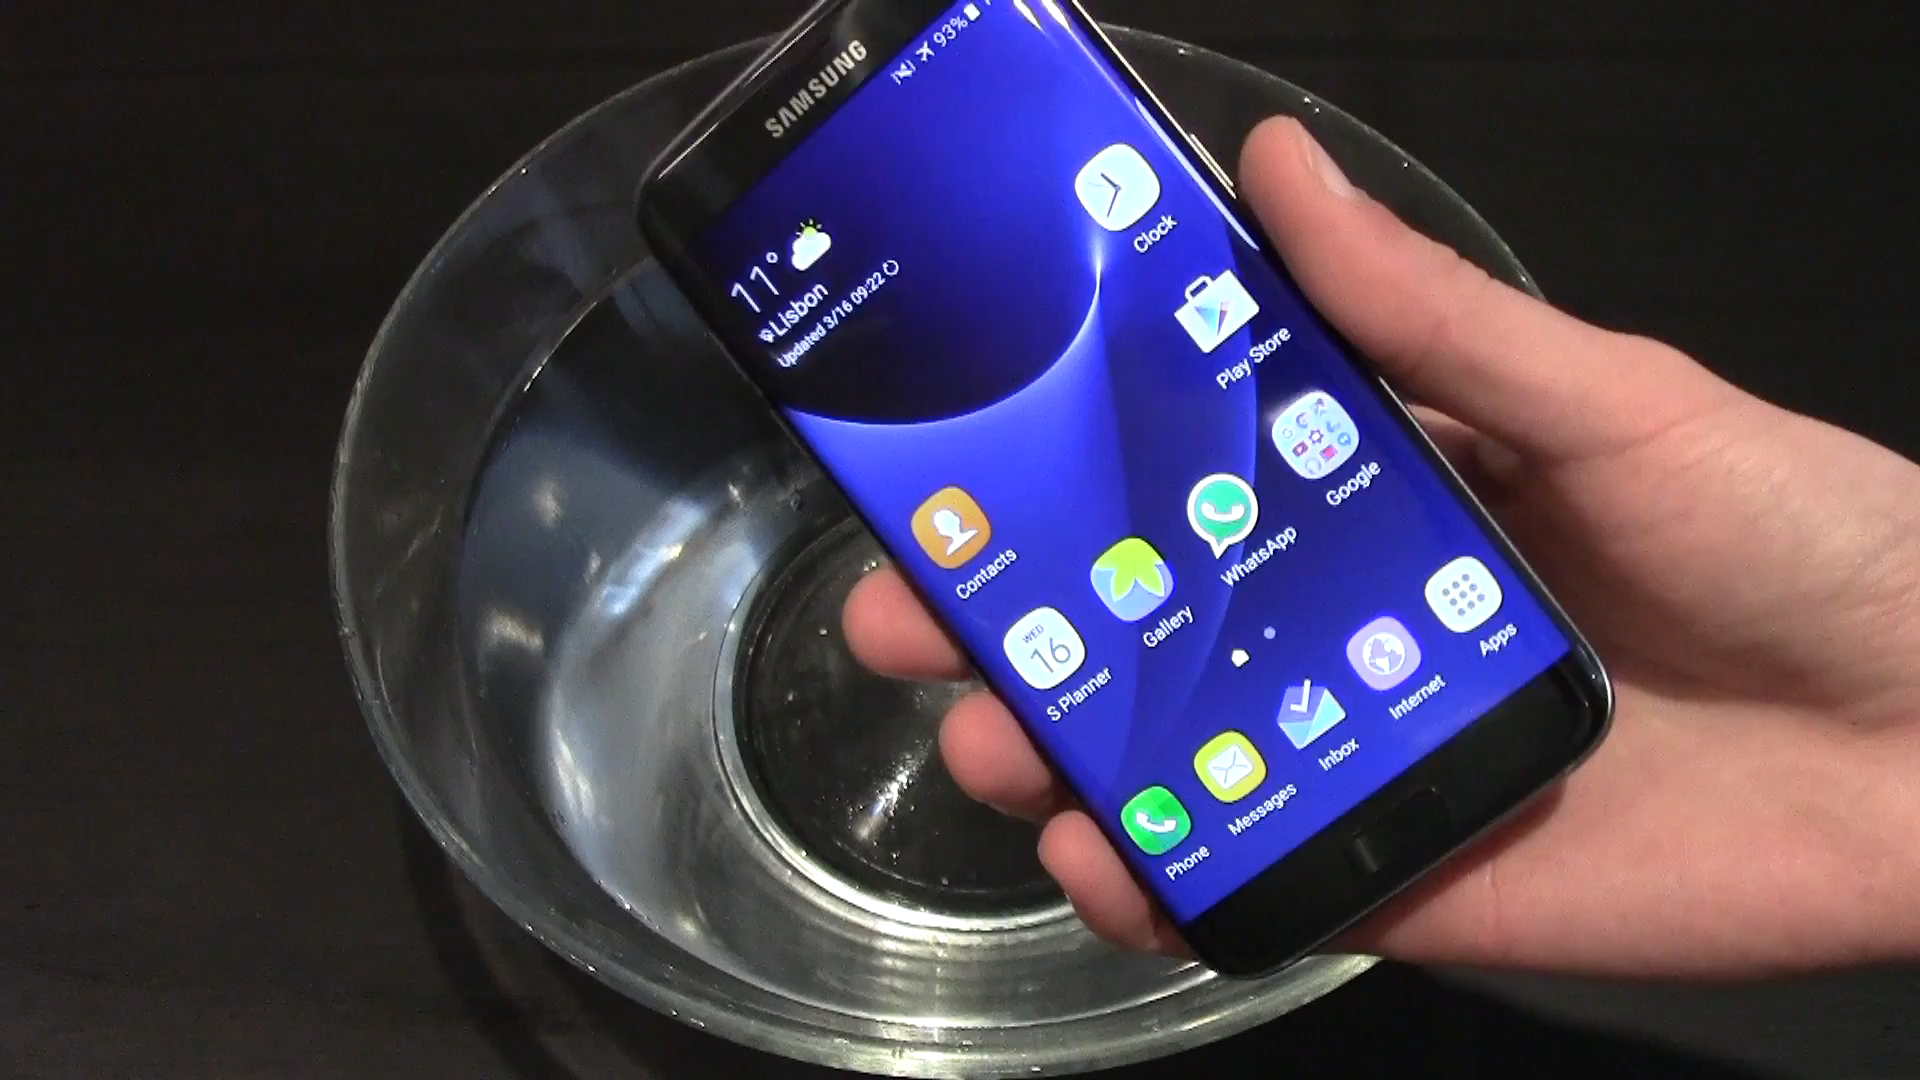 SAMSUNG
93%
11°
Lisbon
Updated 3/16 09:22
Clock
Play Store
Google
Contacts
WED
16
S Planner
Gallery
WhatsApp
Phone
Messages
Inbox
Internet
Apps